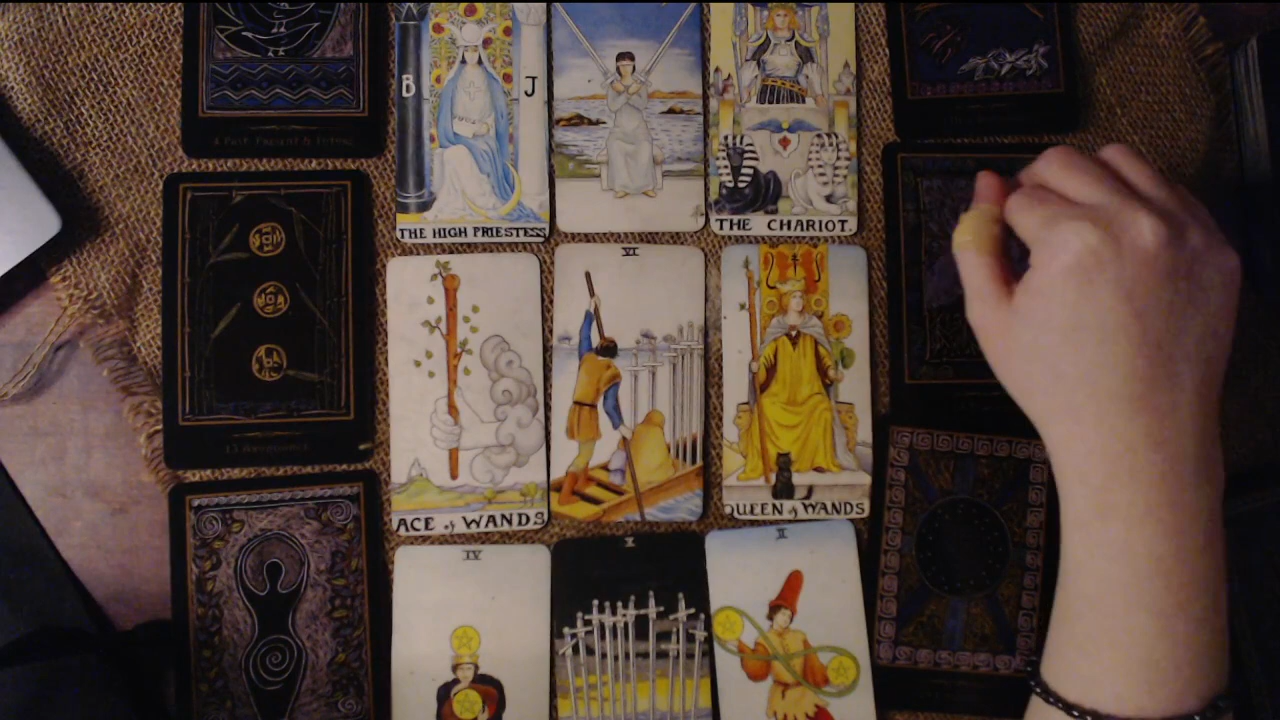 B
J
THE HIGH PRIESTESS
THE CHARIOT.
VI
ACE of WANDS
QUEEN of WANDS
IV
X
II